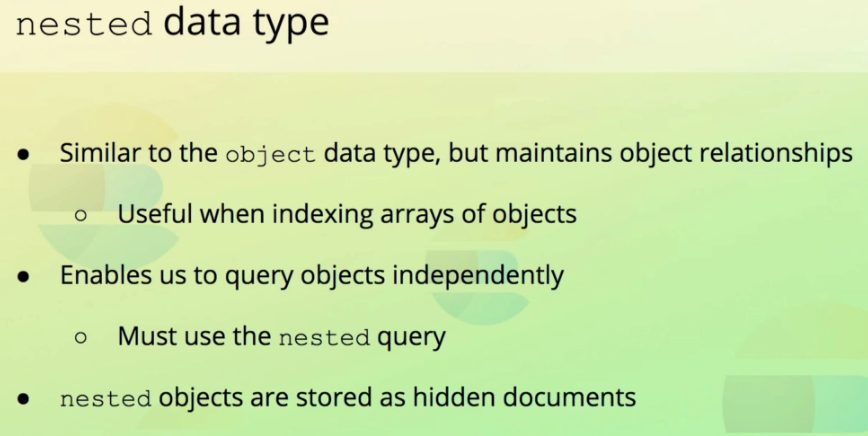 nested data type
● Similar to the object data type, but maintains object relationships
○ Useful when indexing arrays of objects
● Enables us to query objects independently
○ Must use the nested query
● nested objects are stored as hidden documents